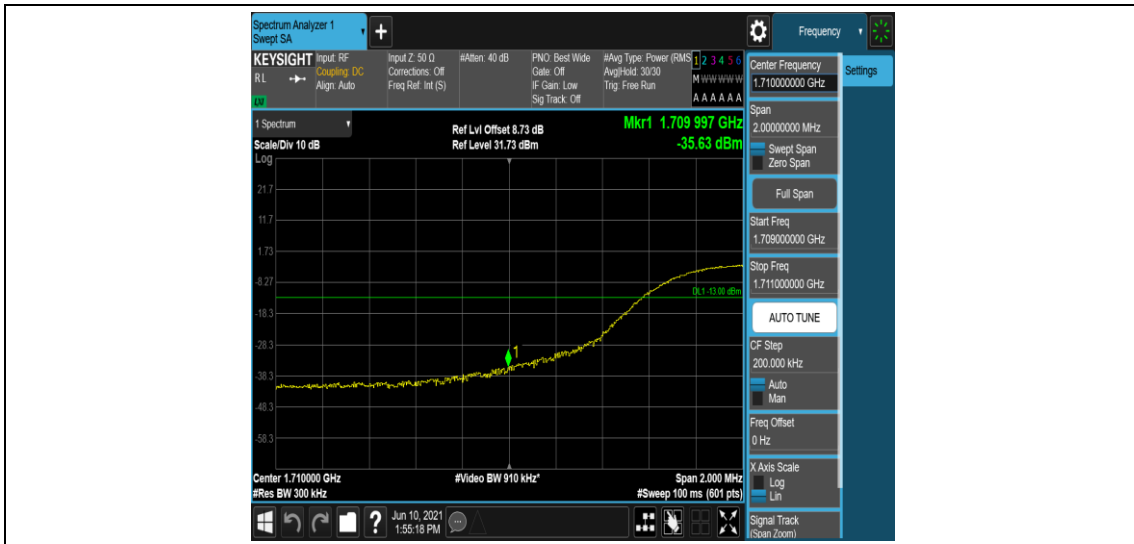 Spectrum Analyzer 1
Swept SA
+
Frequency
KEYSIGHT
RL
LXI
Input: RF
Coupling: DC
Align: Auto
Input Z: 50 Ω
Corrections: Off
Freq Ref: Int (S)
#Atten: 40 dB
PNO: Best Wide
Gate: Off
IF Gain: Low
Sig Track: Off
#Avg Type: Power (RMS
Avg|Hold: 30/30
Trig: Free Run
1 2 3 4 5 6
M W W W W W
A A A A A A
1 Spectrum
Scale/Div 10 dB
Log
Ref Lvl Offset 8.73 dB
Ref Level 31.73 dBm
Mkr1 1.709 997 GHz
-35.63 dBm
21.7
11.7
1.73
-8.27
-18.3
-28.3
-38.3
-48.3
-58.3
DL1 -13.00 dBm
1
Center 1.710000 GHz
#Res BW 300 kHz
#Video BW 910 kHz*
Span 2.000 MHz
#Sweep 100 ms (601 pts)
Center Frequency
1.710000000 GHz
Settings
Span
2.00000000 MHz
Swept Span
Zero Span
Full Span
Start Freq
1.709000000 GHz
Stop Freq
1.711000000 GHz
AUTO TUNE
CF Step
200.000 kHz
Auto
Man
Freq Offset
0 Hz
X Axis Scale
Log
Lin
Signal Track
(Span Zoom)
?
Jun 10, 2021
1:55:18 PM